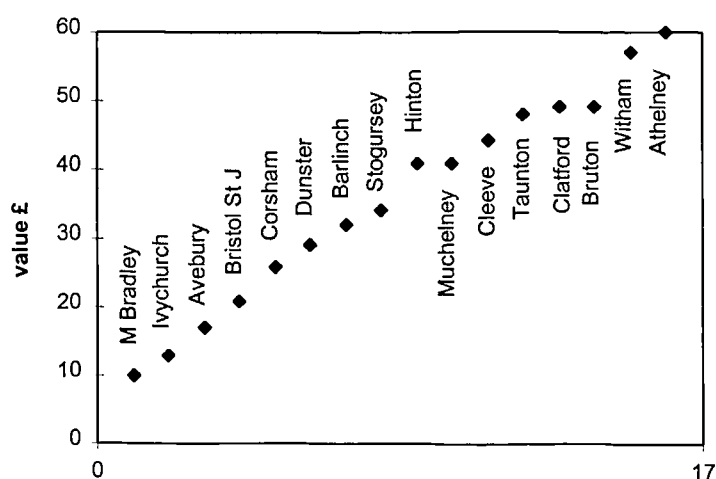 60
50
40
30
20
10
0
value £
M Bradley
Ivychurch
Avebury
Bristol St J
Corsham
Dunster
Barlinch
Stogursey
Hinton
Muchelney
Cleeve
Taunton
Clatford
Bruton
Witham
Athelney
0
17